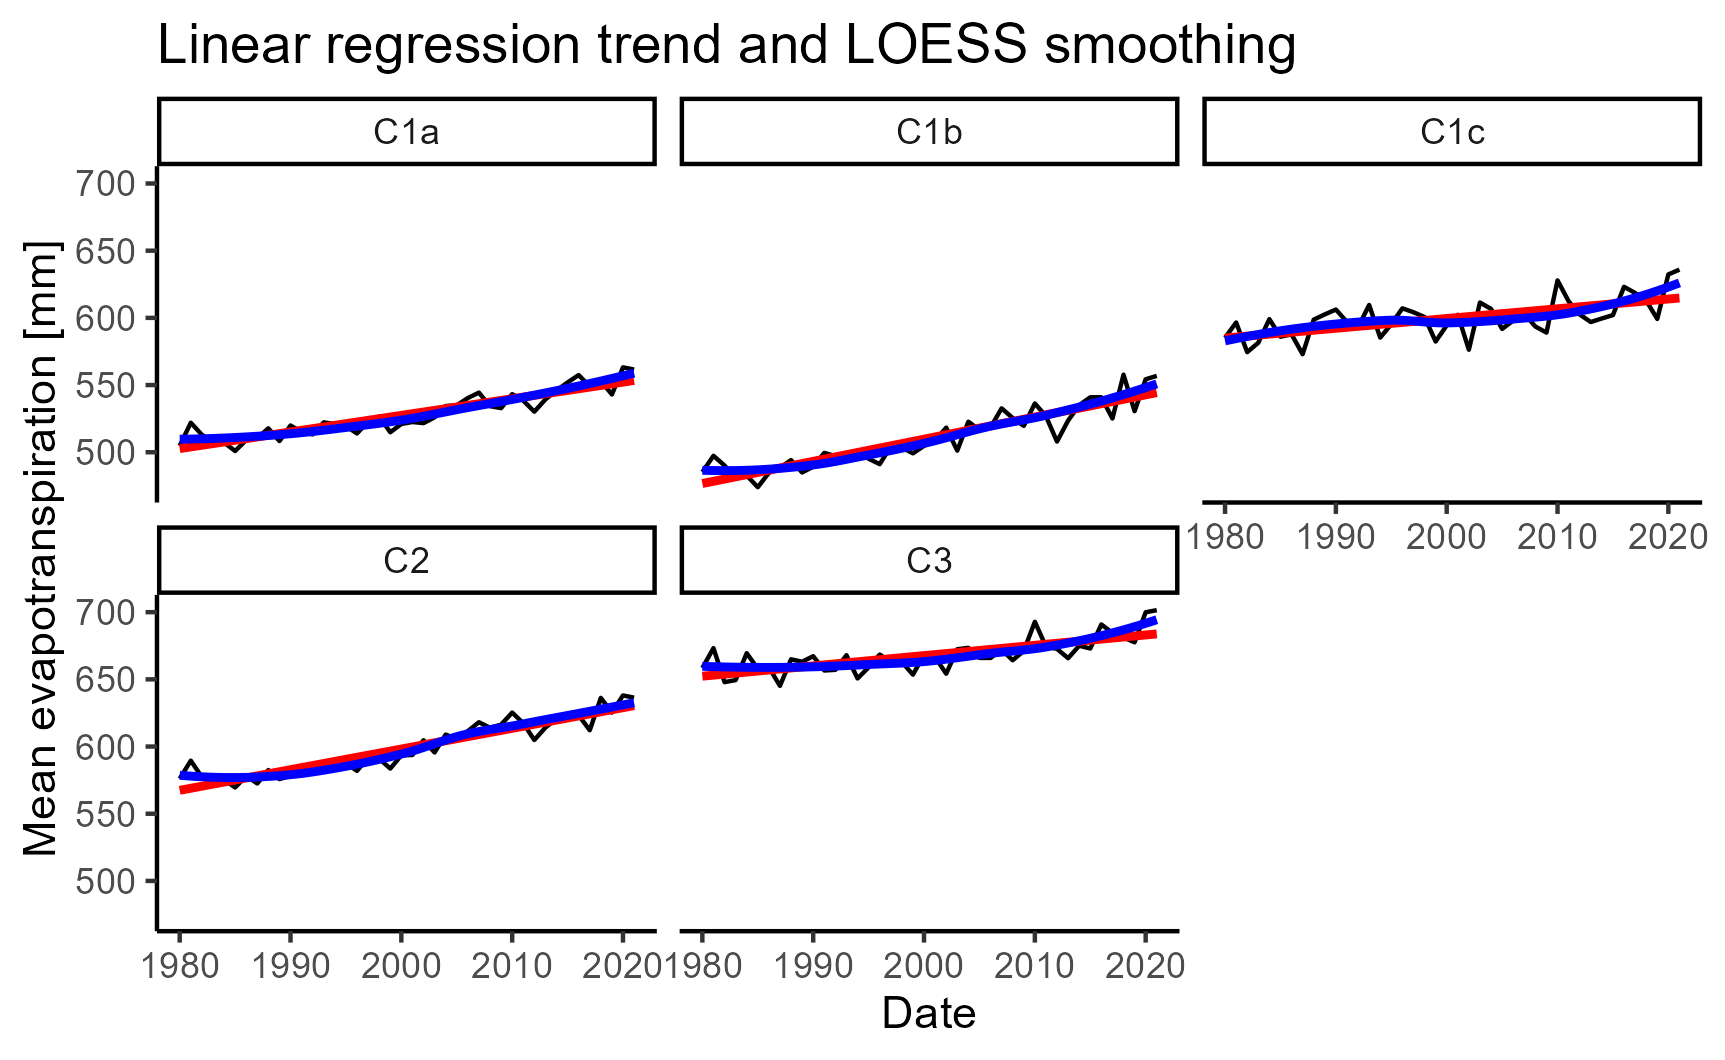 Linear regression trend and LOESS smoothing
C1a
C1b
C1c
700
650
600
550
500
1980 1990 2000 2010 2020
C2
C3
700
650
600
550
500
1980 1990 2000 2010 2020
1980 1990 2000 2010 2020
Mean evapotranspiration [mm]
Date